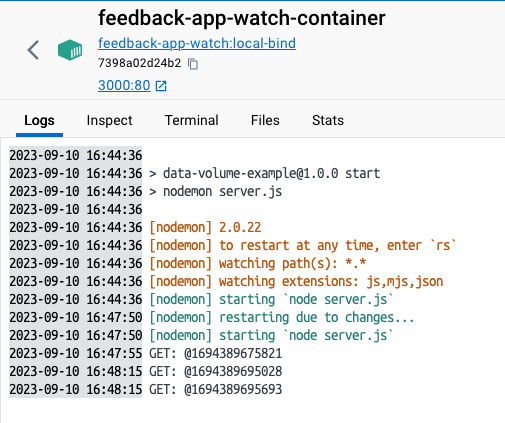 feedback-app-watch-container
feedback-app-watch:local-bind
7398a02d24b2
3000:80
Logs Inspect Terminal Files Stats
2023-09-10 16:44:36
2023-09-10 16:44:36 > data-volume-example@1.0.0 start
2023-09-10 16:44:36 > nodemon server.js
2023-09-10 16:44:36
2023-09-10 16:44:36 [nodemon] 2.0.22
2023-09-10 16:44:36 [nodemon] to restart at any time, enter `rs`
2023-09-10 16:44:36 [nodemon] watching path(s): *.*
2023-09-10 16:44:36 [nodemon] watching extensions: js,mjs,json
2023-09-10 16:44:36 [nodemon] starting `node server.js`
2023-09-10 16:47:50 [nodemon] restarting due to changes...
2023-09-10 16:47:50 [nodemon] starting `node server.js`
2023-09-10 16:47:55 GET: @1694389675821
2023-09-10 16:48:15 GET: @1694389695028
2023-09-10 16:48:15 GET: @1694389695693